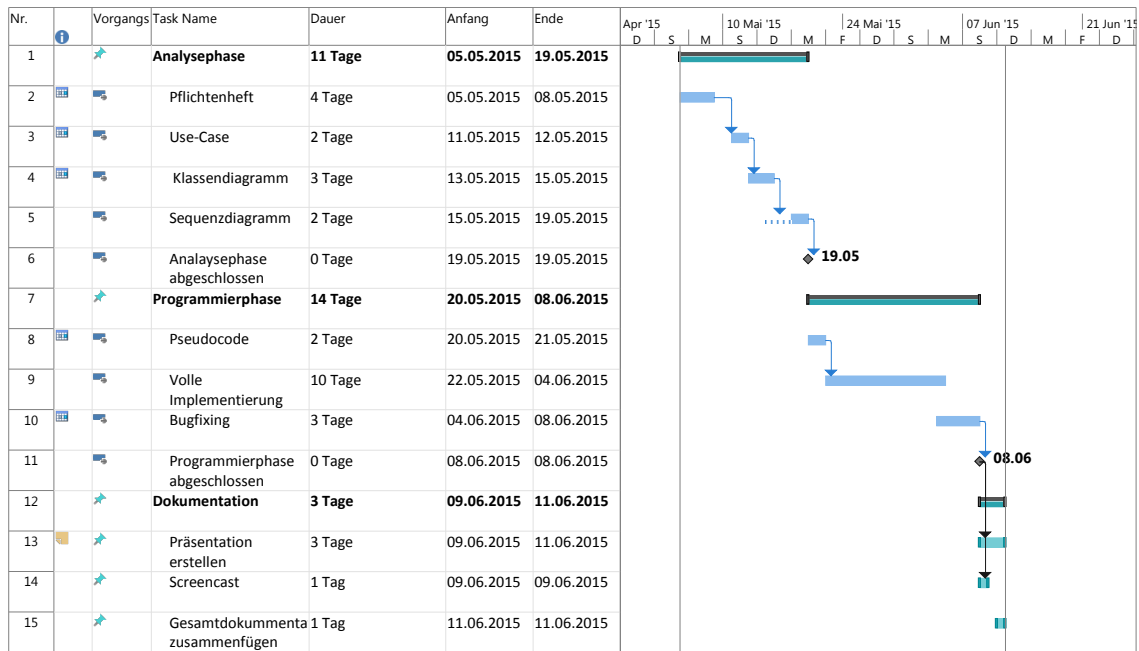 Nr. Vorgangs Task Name Dauer Anfang Ende Apr '15 10 Mai '15 24 Mai '15 07 Jun '15 21 Jun '15
D S M S D M F D S M F S D M F D
1 Analysephase 11 Tage 05.05.2015 19.05.2015
2 Pflichtenheft 4 Tage 05.05.2015 08.05.2015
3 Use-Case 2 Tage 11.05.2015 12.05.2015
4 Klassendiagramm 3 Tage 13.05.2015 15.05.2015
5 Sequenzdiagramm 2 Tage 15.05.2015 19.05.2015
6 Analaysephase 0 Tage 19.05.2015 19.05.2015 19.05
abgeschlossen
7 Programmierphase 14 Tage 20.05.2015 08.06.2015
8 Pseudocode 2 Tage 20.05.2015 21.05.2015
9 Volle 10 Tage 22.05.2015 04.06.2015
Implementierung
10 Bugfixing 3 Tage 04.06.2015 08.06.2015
11 Programmierphase 0 Tage 08.06.2015 08.06.2015 08.06
abgeschlossen
12 Dokumentation 3 Tage 09.06.2015 11.06.2015
13 Präsentation 3 Tage 09.06.2015 11.06.2015
erstellen
14 Screencast 1 Tag 09.06.2015 09.06.2015
15 Gesamtdokummenta 1 Tag 11.06.2015 11.06.2015
zusammenfügen